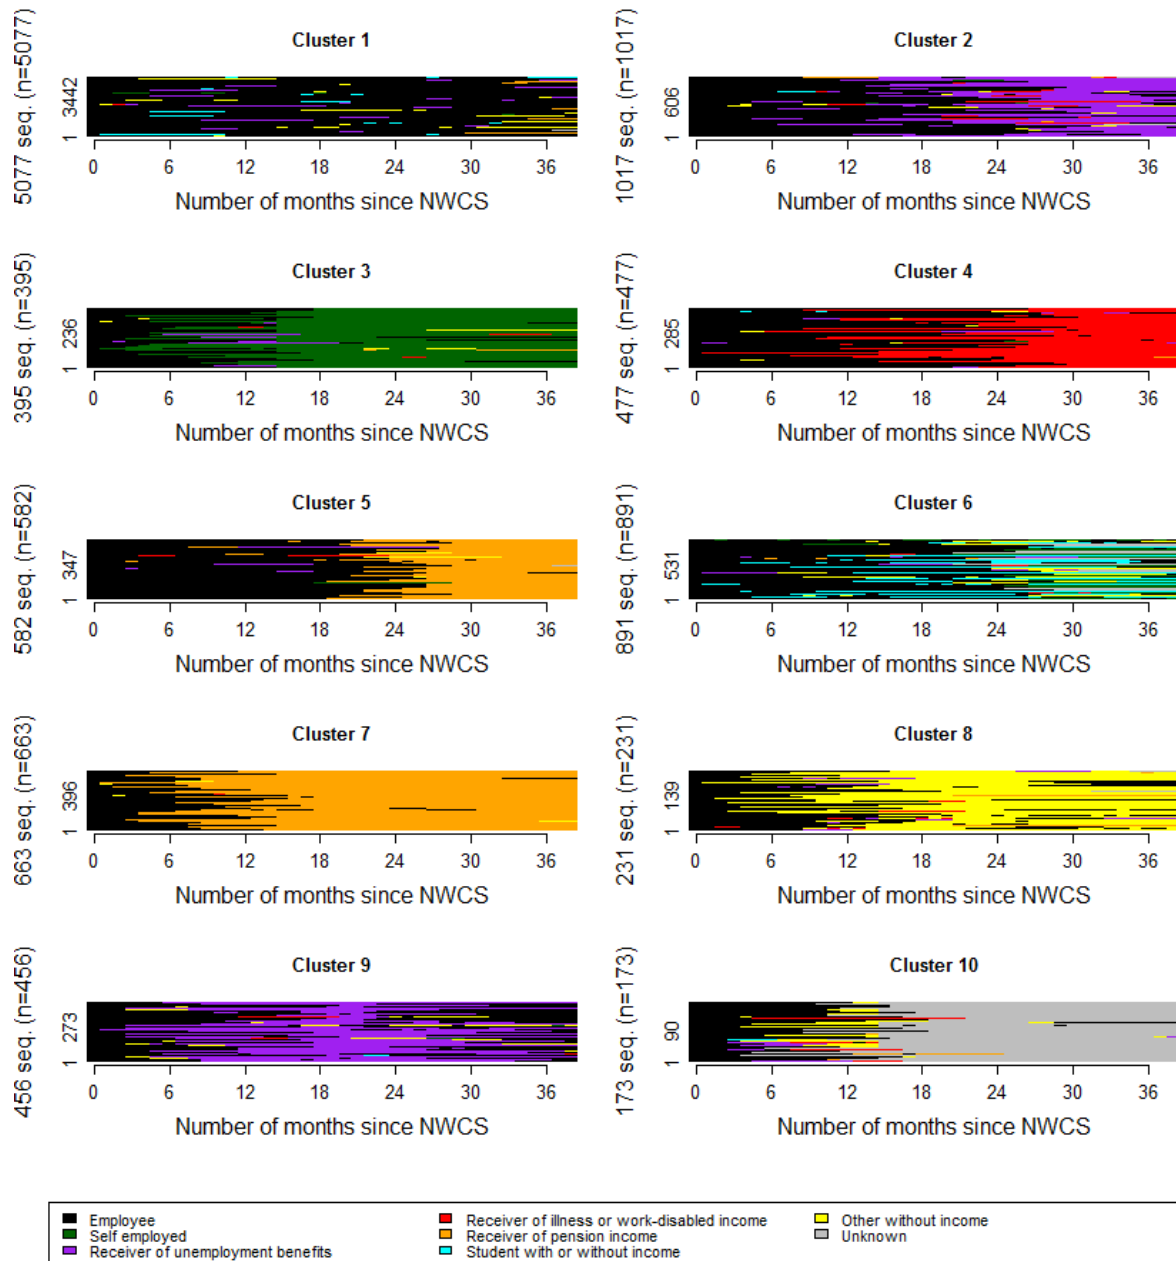 Cluster 1
5077 seq. (n=5077)
1 3442
0 6 12 18 24 30 36
Number of months since NWCS
Cluster 2
1017 seq. (n=1017)
1 606
0 6 12 18 24 30 36
Number of months since NWCS
Cluster 3
395 seq. (n=395)
1 236
0 6 12 18 24 30 36
Number of months since NWCS
Cluster 4
477 seq. (n=477)
1 285
0 6 12 18 24 30 36
Number of months since NWCS
Cluster 5
582 seq. (n=582)
1 347
0 6 12 18 24 30 36
Number of months since NWCS
Cluster 6
891 seq. (n=891)
1 531
0 6 12 18 24 30 36
Number of months since NWCS
Cluster 7
663 seq. (n=663)
1 396
0 6 12 18 24 30 36
Number of months since NWCS
Cluster 8
231 seq. (n=231)
1 139
0 6 12 18 24 30 36
Number of months since NWCS
Cluster 9
456 seq. (n=456)
1 273
0 6 12 18 24 30 36
Number of months since NWCS
Cluster 10
173 seq. (n=173)
1 90
0 6 12 18 24 30 36
Number of months since NWCS
Employee
Self employed
Receiver of unemployment benefits
Receiver of illness or work-disabled income
Receiver of pension income
Student with or without income
Other without income
Unknown